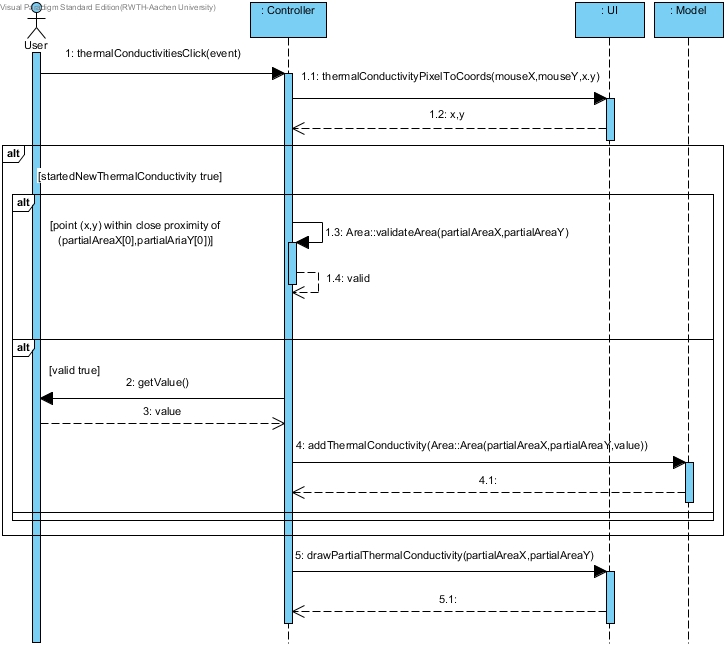 Visual Paradigm Standard Edition(RWTH-Aachen University)
: Controller
: UI
: Model
User
1: thermalConductivitiesClick(event)
1.1: thermalConductivityPixelToCoords(mouseX,mouseY,x.y)
1.2: x,y
alt
[startedNewThermalConductivity true]
alt
[point (x,y) within close proximity of
(partialAreaX[0],partialAriaY[0])]
1.3: Area::validateArea(partialAreaX,partialAreaY)
1.4: valid
alt
[valid true]
2: getValue()
3: value
4: addThermalConductivity(Area::Area(partialAreaX,partialAreaY,value))
4.1:
5: drawPartialThermalConductivity(partialAreaX,partialAreaY)
5.1: